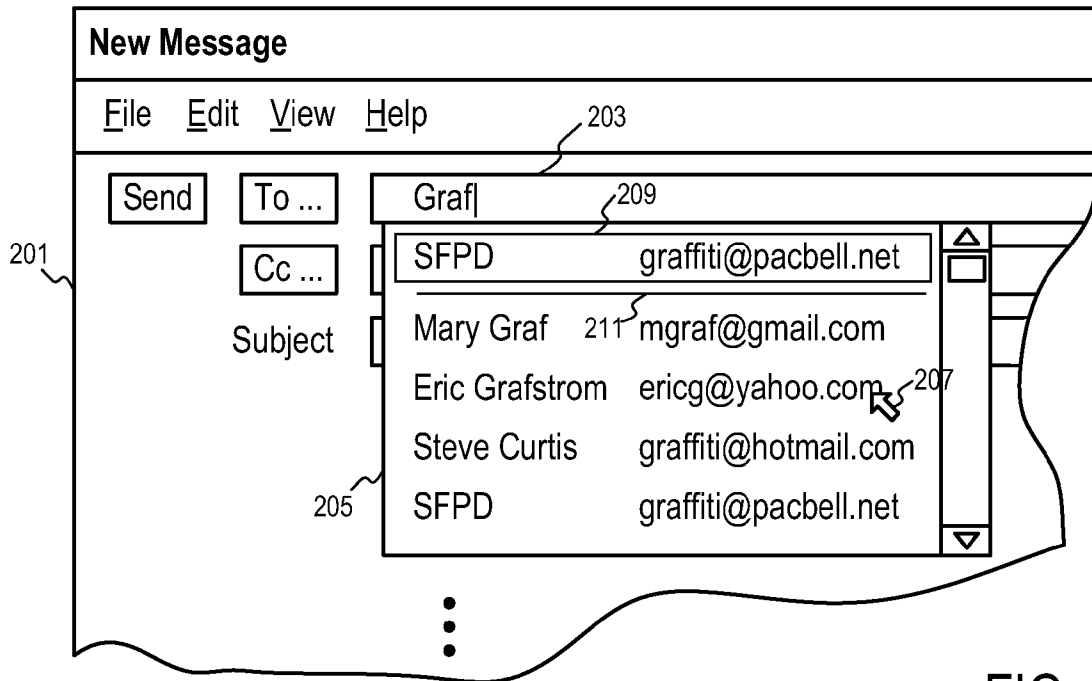 New Message
File Edit View Help
203
Send To ... Graf
209
201
Cc ... SFPD graffiti@pacbell.net
Subject Mary Graf 211 mgraf@gmail.com
Eric Grafstrom ericg@yahoo.com 207
Steve Curtis graffiti@hotmail.com
205 SFPD graffiti@pacbell.net